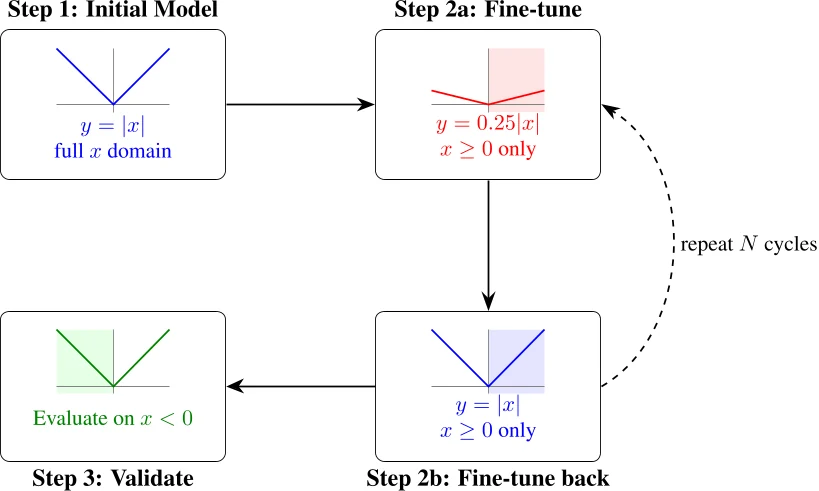 Step 1: Initial Model
y = |x|
full x domain
Step 2a: Fine-tune
y = 0.25|x|
x ≥ 0 only
repeat N cycles
y = |x|
x ≥ 0 only
Step 2b: Fine-tune back
Evaluate on x < 0
Step 3: Validate